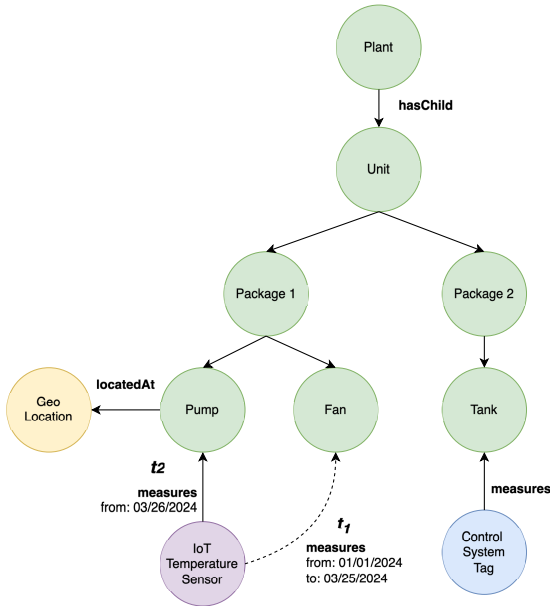 Plant
hasChild
Unit
Package 1
Package 2
locatedAt
Geo
Location
Pump
Fan
Tank
t2
measures
from: 03/26/2024
measures
t1
measures
from: 01/01/2024
to: 03/25/2024
IoT
Temperature
Sensor
Control
System
Tag